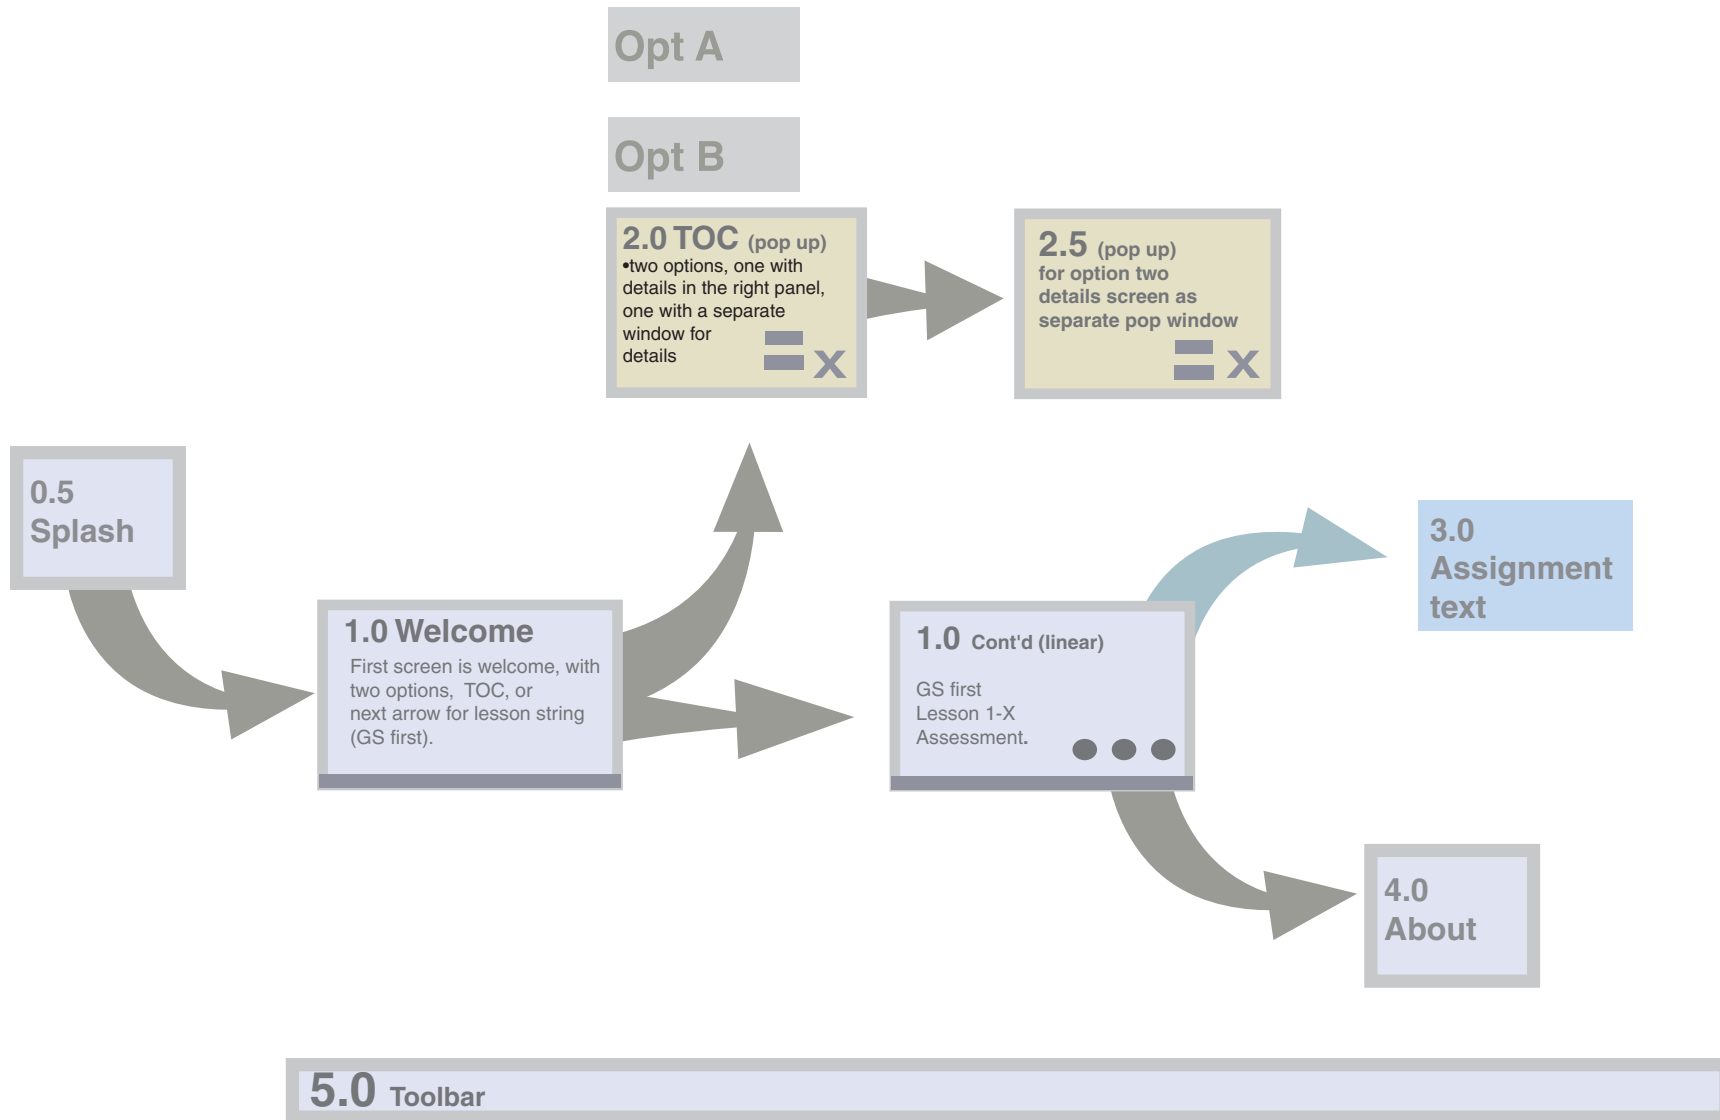 Opt A
Opt B
2.0 TOC (pop up)
•two options, one with
details in the right panel,
one with a separate
window for
details
X
2.5 (pop up)
for option two
details screen as
separate pop window
X
0.5
Splash
1.0 Welcome
First screen is welcome, with
two options, TOC, or
next arrow for lesson string
(GS first).
1.0 Cont'd (linear)
GS first
Lesson 1-X
Assessment.
3.0
Assignment
text
4.0
About
5.0 Toolbar